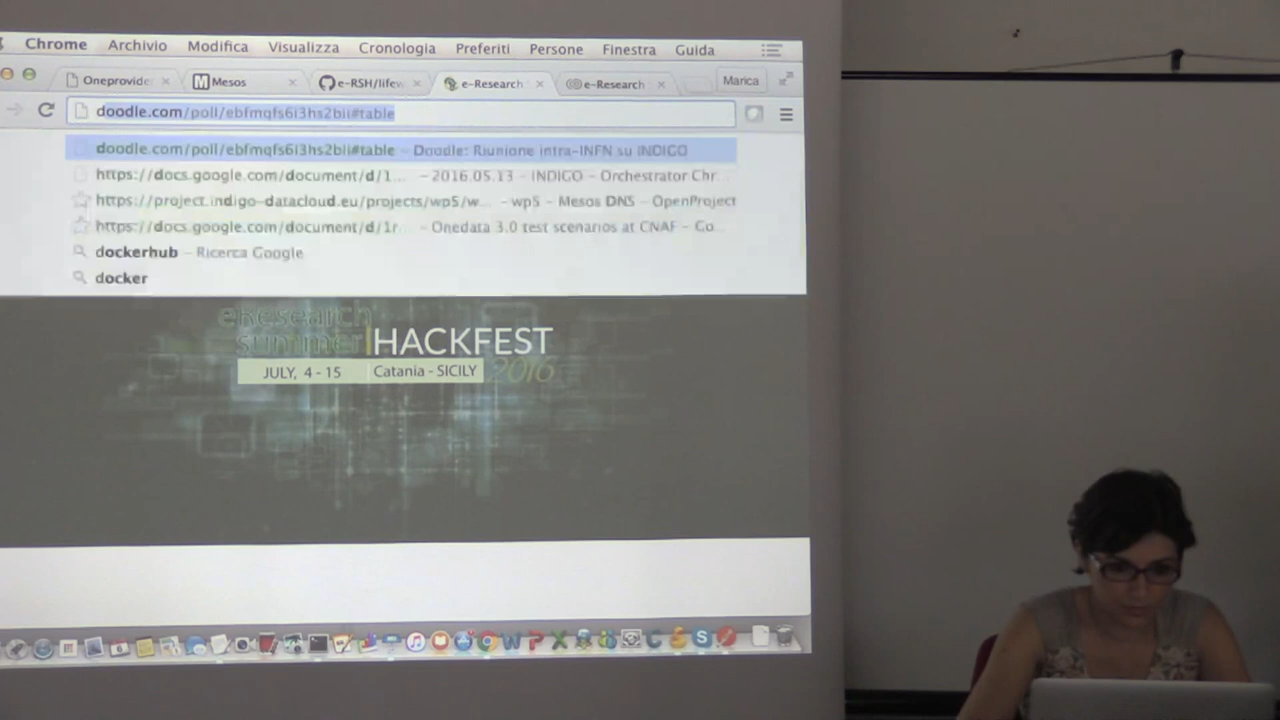 Chrome Archivio Modifica Visualizza Cronologia Preferiti Persone Finestra Guida
Oneprovide Mesos e-RSH/lifew e-Research e-Research Marica
doodle.com/poll/ebfmqfs6i3hs2bii#table
doodle.com/poll/ebfmqfs6i3hs2bii#table – Doodle: Riunione intra-INFN su INDIGO
https://docs.google.com/document/d/1... – 2016.05.13 – INDIGO – Orchestrator Chr...
https://project.indigo-datacloud.eu/projects/wp5/w... – wp5 – Mesos DNS – OpenProject
https://docs.google.com/document/d/1r... – Onedata 3.0 test scenarios at CNAF – Go...
dockerhub – Ricerca Google
docker
eResearch
summer HACKFEST
JULY, 4 - 15 Catania - SICILY 2016